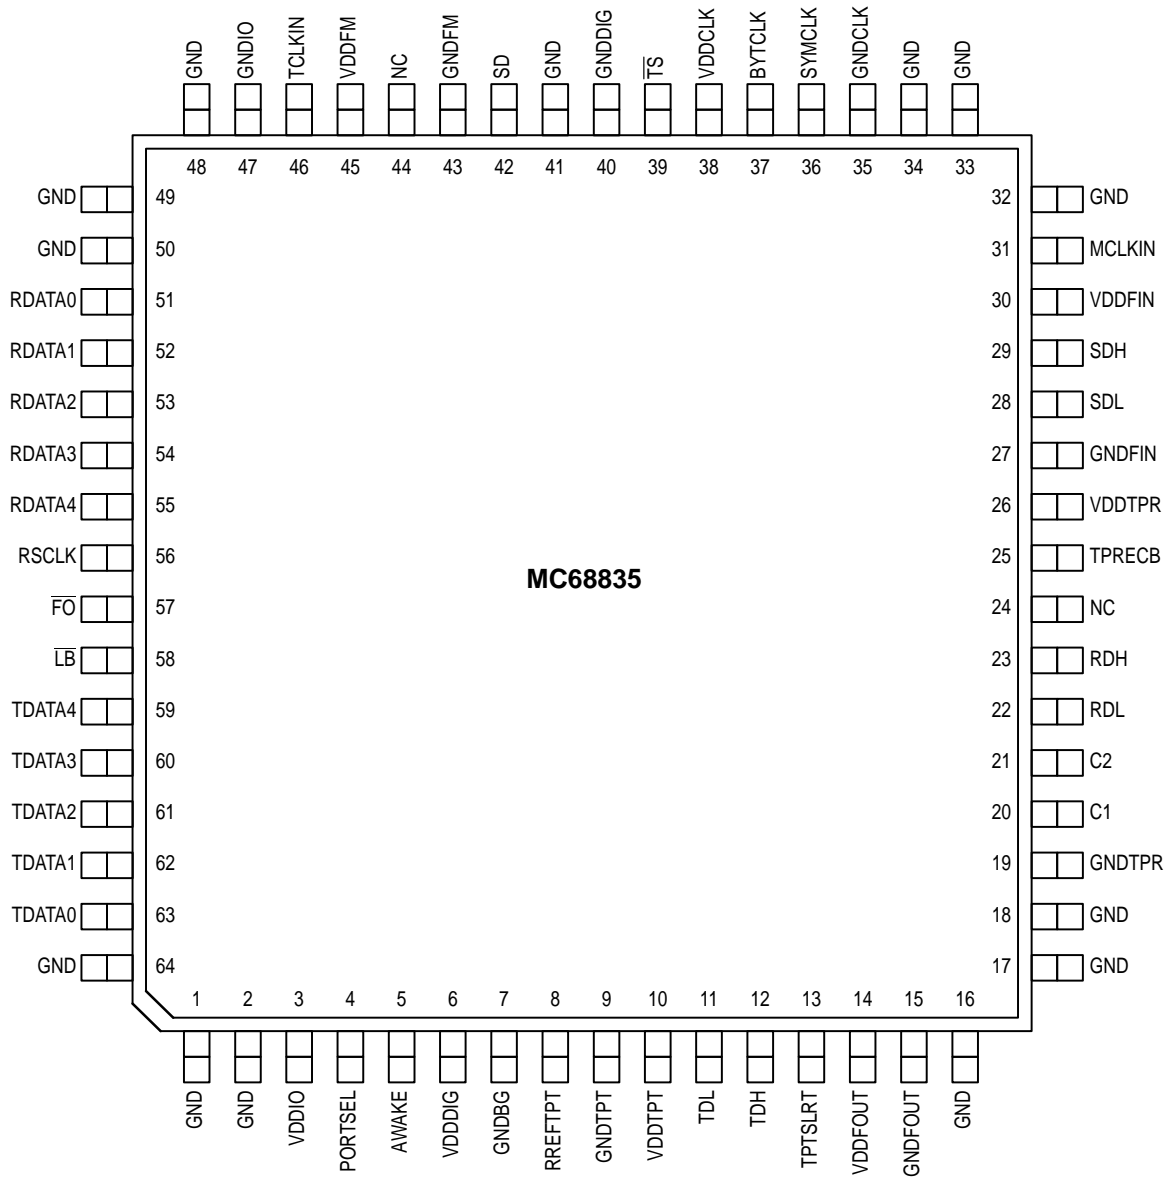 GND GNDIO TCLKIN VDDFM NC GNDFM SD GND GNDDIG T̅S̅ VDDCLK BYTCLK SYMCLK GNDCLK GND GND
48 47 46 45 44 43 42 41 40 39 38 37 36 35 34 33
GND 49 32 GND
GND 50 31 MCLKIN
RDATA0 51 30 VDDFIN
RDATA1 52 29 SDH
RDATA2 53 28 SDL
RDATA3 54 27 GNDFIN
RDATA4 55 26 VDDTPR
RSCLK 56 25 TPRECB
MC68835
F̅O̅ 57 24 NC
L̅B̅ 58 23 RDH
TDATA4 59 22 RDL
TDATA3 60 21 C2
TDATA2 61 20 C1
TDATA1 62 19 GNDTPR
TDATA0 63 18 GND
GND 64 17 GND
1 2 3 4 5 6 7 8 9 10 11 12 13 14 15 16
GND GND VDDIO PORTSEL AWAKE VDDDIG GNDBG RREFTPT GNDTPT VDDTPT TDL TDH TPTSLRT VDDFOUT GNDFOUT GND